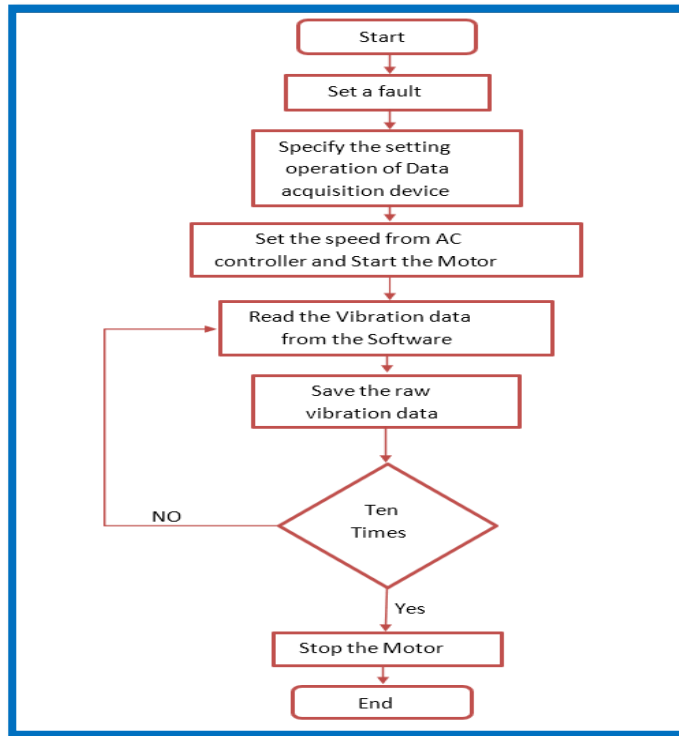 Start
Set a fault
Specify the setting
operation of Data
acquisition device
Set the speed from AC
controller and Start the Motor
Read the Vibration data
from the Software
Save the raw
vibration data
Ten
Times
NO
Yes
Stop the Motor
End